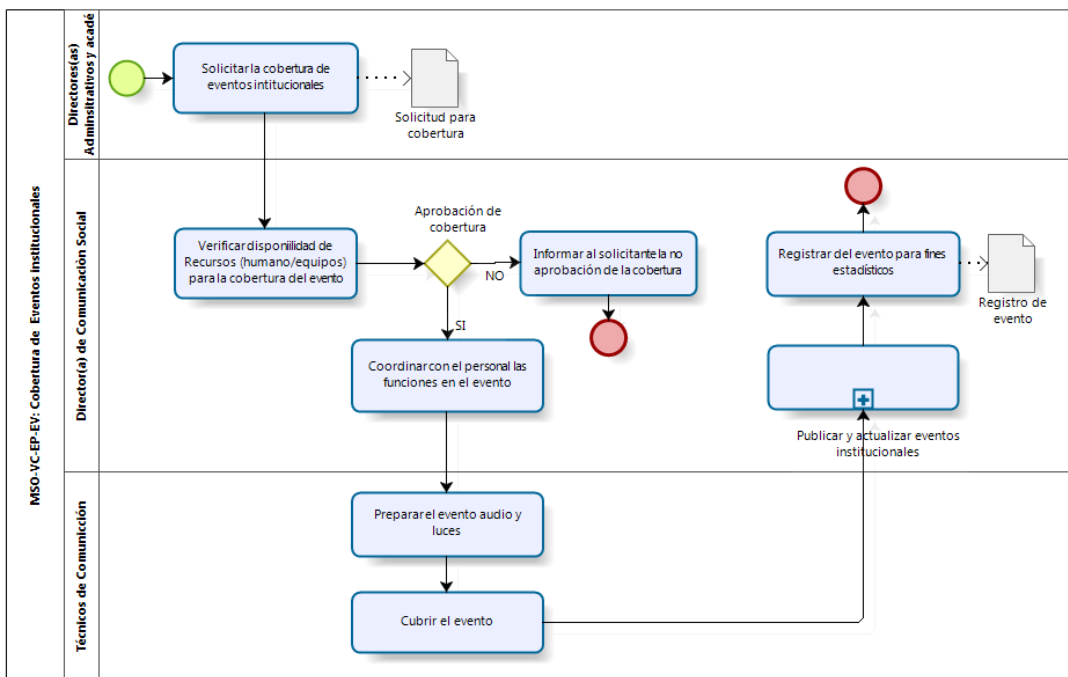 MSO-VC-EP-EV: Cobertura de Eventos institucionales
Directores(as)
Adminsitrativos y acadé
Solicitar la cobertura de
eventos intitucionales
Solicitud para
cobertura
Director(a) de Comunicación Social
Verificar disponiilidad de
Recursos (humano/equipos)
para la cobertura del evento
Aprobación de
cobertura
NO
SI
Informar al solicitante la no
aprobación de la cobertura
Coordinar con el personal las
funciones en el evento
Registrar del evento para fines
estadísticos
Registro de
evento
Publicar y actualizar eventos
institucionales
Técnicos de Comunicción
Preparar el evento audio y
luces
Cubrir el evento